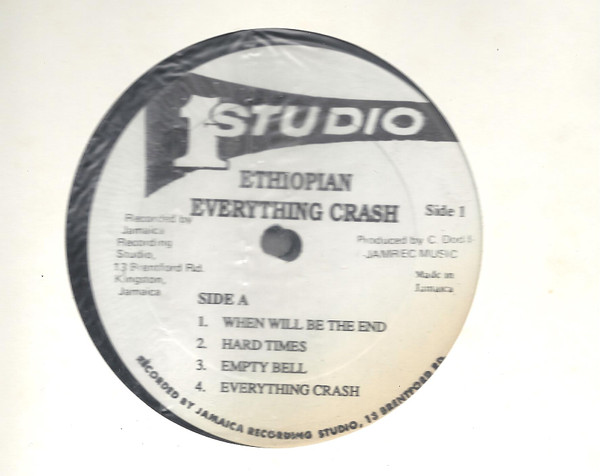 1 STUDIO
ETHIOPIAN
EVERYTHING CRASH
Side 1
Recorded by
Jamaica
Recording
Studio,
13 Brentford Rd.
Kingston,
Jamaica
Produced by C. Dodd
JAMREC MUSIC
Made in
Jamaica
SIDE A
1. WHEN WILL BE THE END
2. HARD TIMES
3. EMPTY BELL
4. EVERYTHING CRASH
RECORDED BY JAMAICA RECORDING STUDIO, 13 BRENTFORD RD.